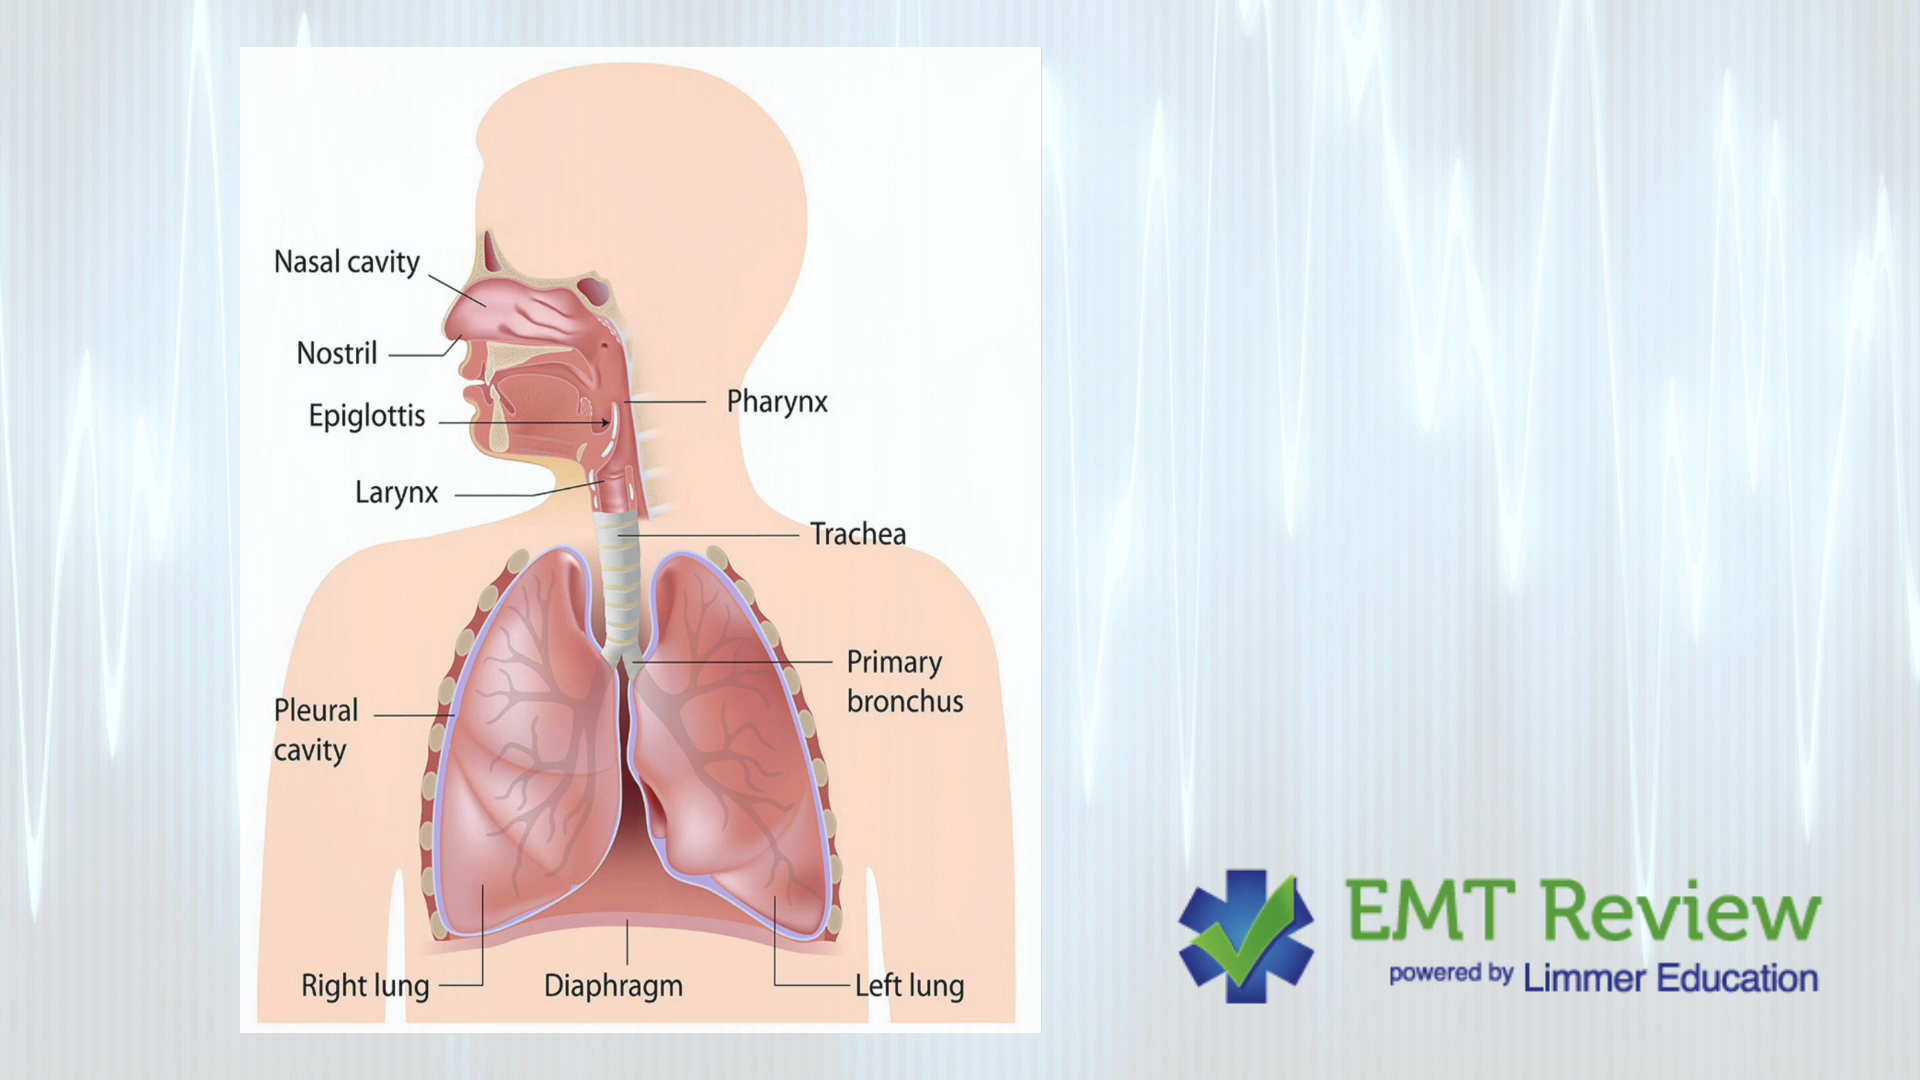 Nasal cavity
Nostril
Epiglottis
Pharynx
Larynx
Trachea
Primary
bronchus
Pleural
cavity
Right lung
Diaphragm
Left lung
EMT Review
powered by Limmer Education